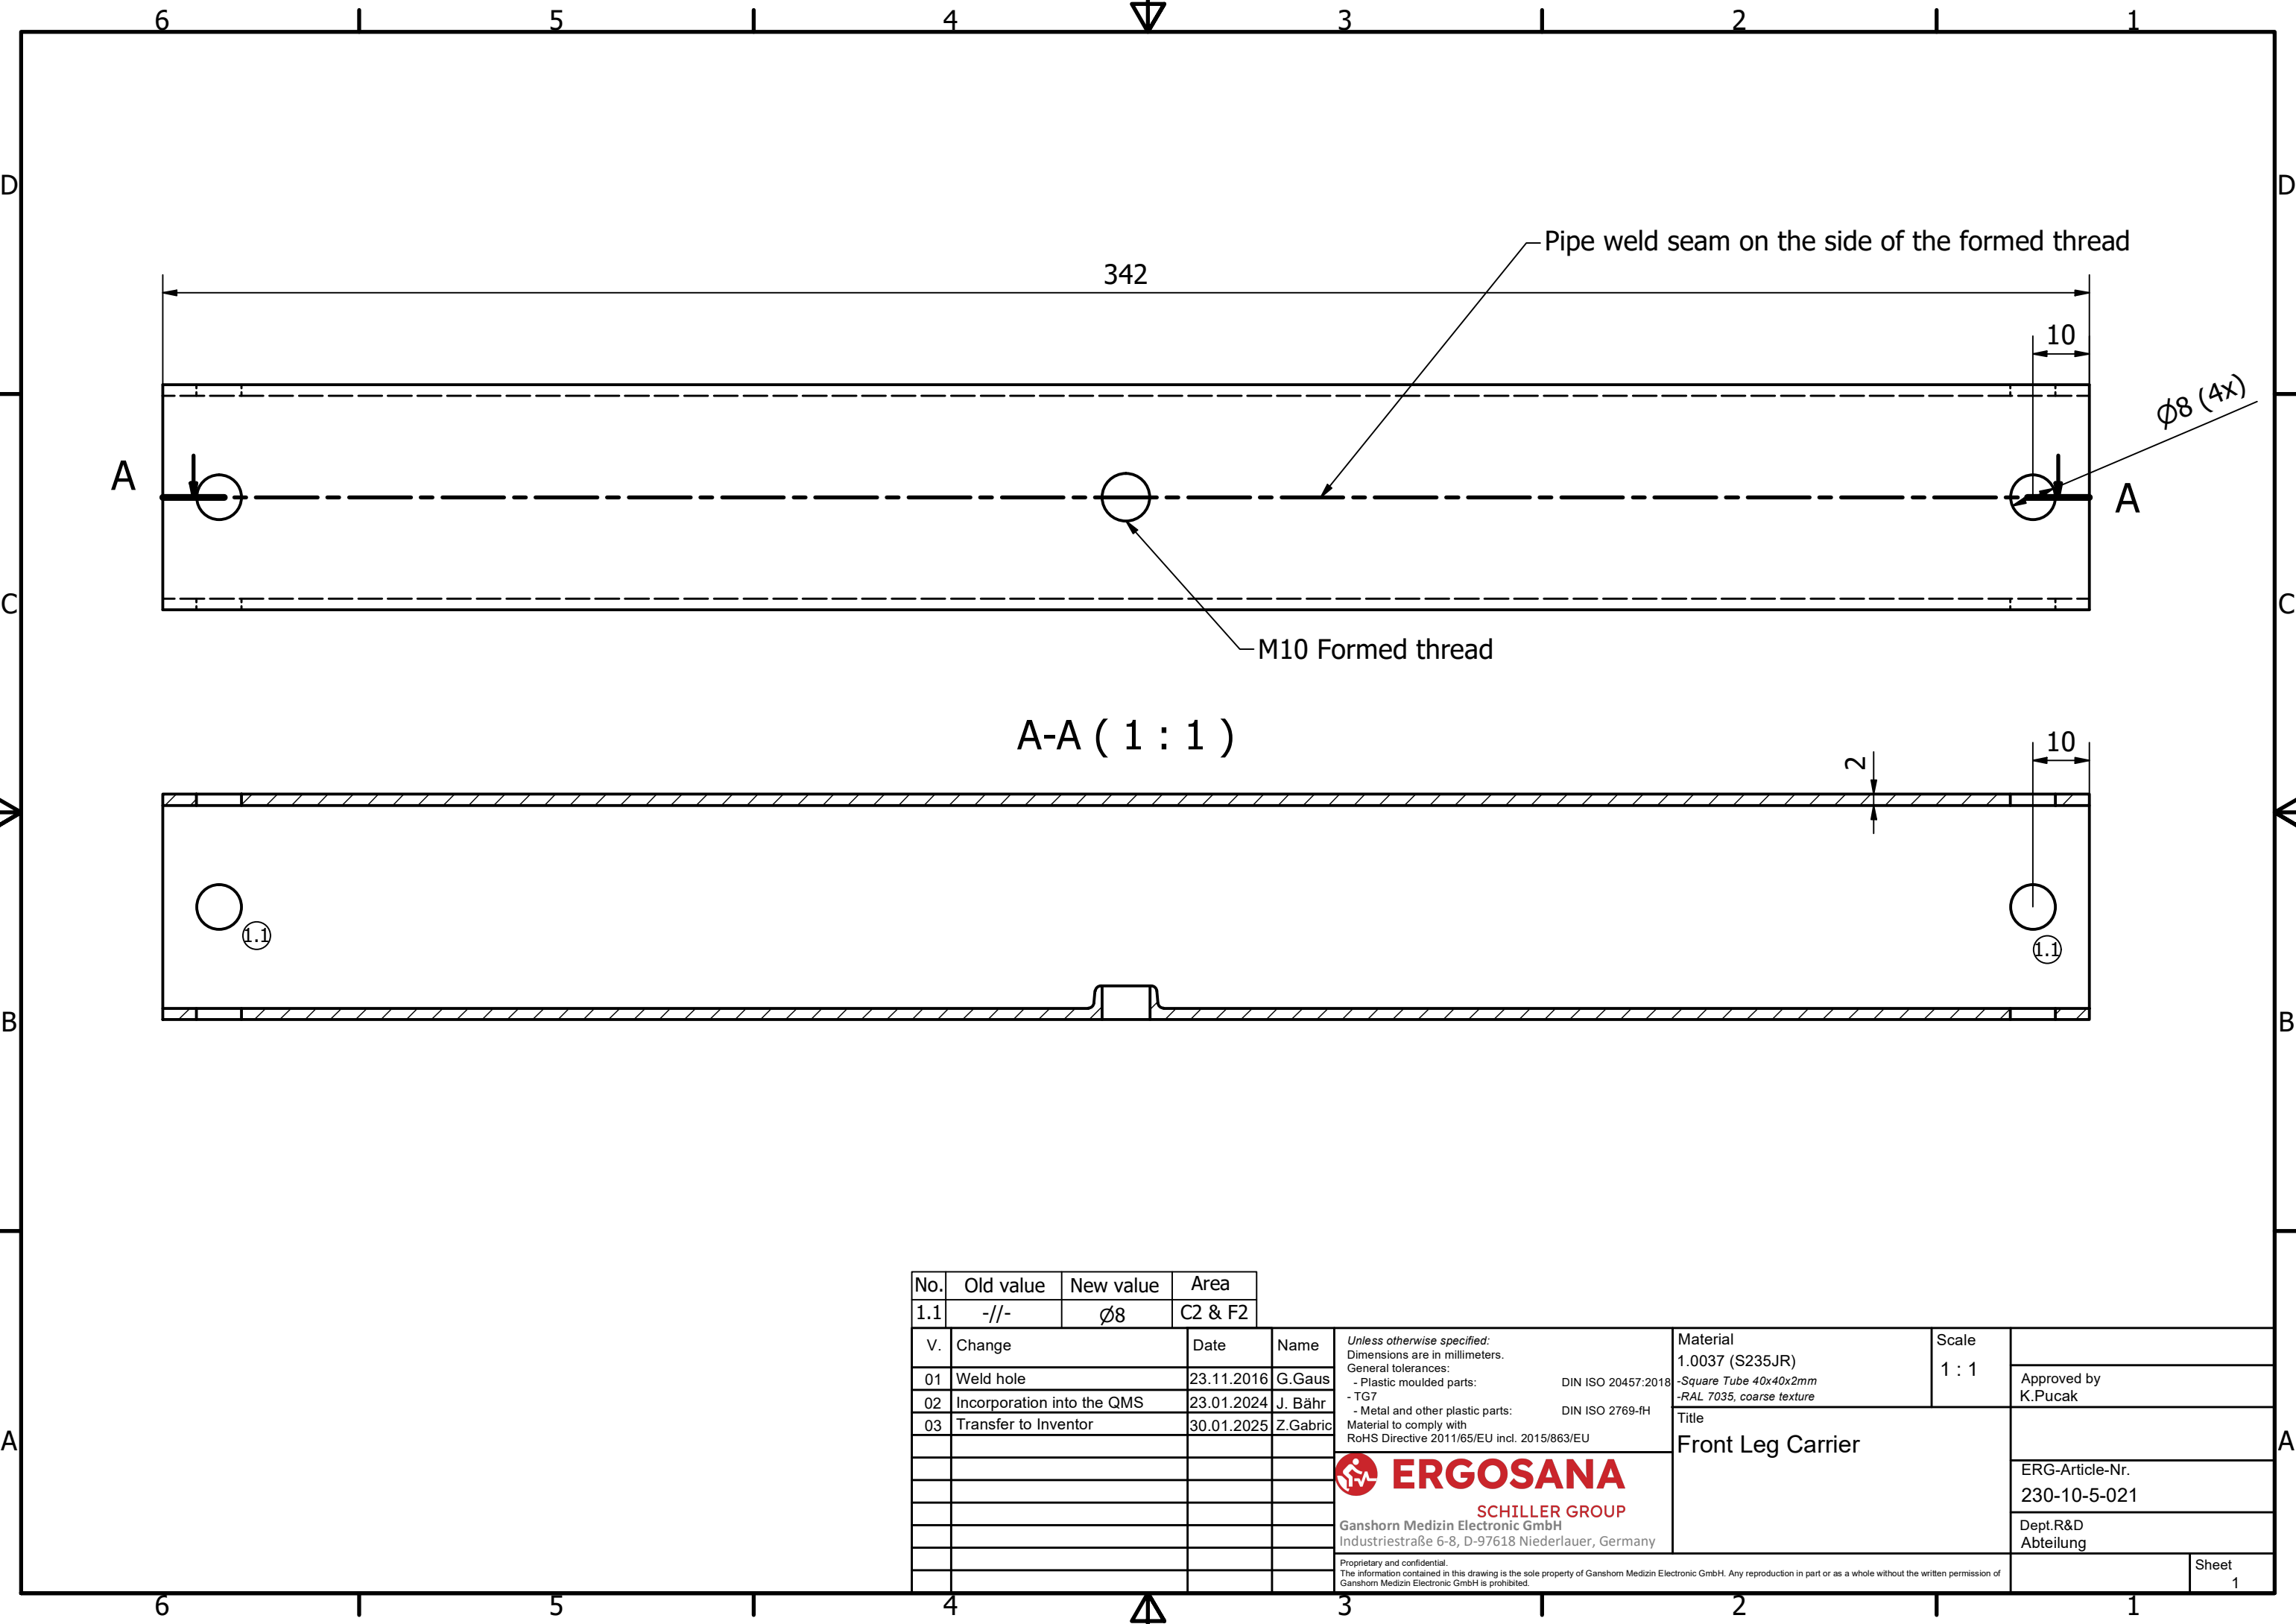 6 5 4 3 2 1
D D
Pipe weld seam on the side of the formed thread
342
10
Ø8 (4x)
A A
C C
M10 Formed thread
A-A ( 1 : 1 )
2
10
1.1
1.1
B B
No. Old value New value Area
1.1 -//- Ø8 C2 & F2
V. Change Date Name
01 Weld hole 23.11.2016 G.Gaus
02 Incorporation into the QMS 23.01.2024 J. Bähr
03 Transfer to Inventor 30.01.2025 Z.Gabric
Unless otherwise specified:
Dimensions are in millimeters.
General tolerances:
- Plastic moulded parts: DIN ISO 20457:2018
- TG7
- Metal and other plastic parts: DIN ISO 2769-fH
Material to comply with
RoHS Directive 2011/65/EU incl. 2015/863/EU
Material
1.0037 (S235JR)
-Square Tube 40x40x2mm
-RAL 7035, coarse texture
Scale
1 : 1
Approved by
K.Pucak
Title
Front Leg Carrier
A A
ERGOSANA
SCHILLER GROUP
Ganshorn Medizin Electronic GmbH
Industriestraße 6-8, D-97618 Niederlauer, Germany
ERG-Article-Nr.
230-10-5-021
Dept.R&D
Abteilung
Proprietary and confidential.
The information contained in this drawing is the sole property of Ganshorn Medizin Electronic GmbH. Any reproduction in part or as a whole without the written permission of
Ganshorn Medizin Electronic GmbH is prohibited.
Sheet
1
6 5 4 3 2 1